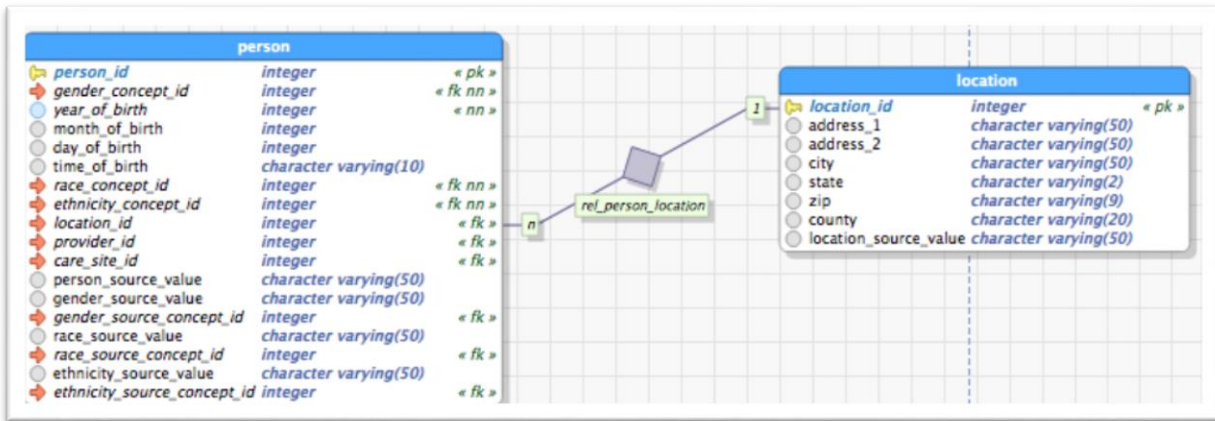 person
person_id integer « pk »
gender_concept_id integer « fk nn »
year_of_birth integer « nn »
month_of_birth integer
day_of_birth integer
time_of_birth character varying(10)
race_concept_id integer « fk nn »
ethnicity_concept_id integer « fk nn »
location_id integer « fk »
provider_id integer « fk »
care_site_id integer « fk »
person_source_value character varying(50)
gender_source_value character varying(50)
gender_source_concept_id integer « fk »
race_source_value character varying(50)
race_source_concept_id integer « fk »
ethnicity_source_value character varying(50)
ethnicity_source_concept_id integer « fk »
n
rel_person_location
1
location
location_id integer « pk »
address_1 character varying(50)
address_2 character varying(50)
city character varying(50)
state character varying(2)
zip character varying(9)
county character varying(20)
location_source_value character varying(50)